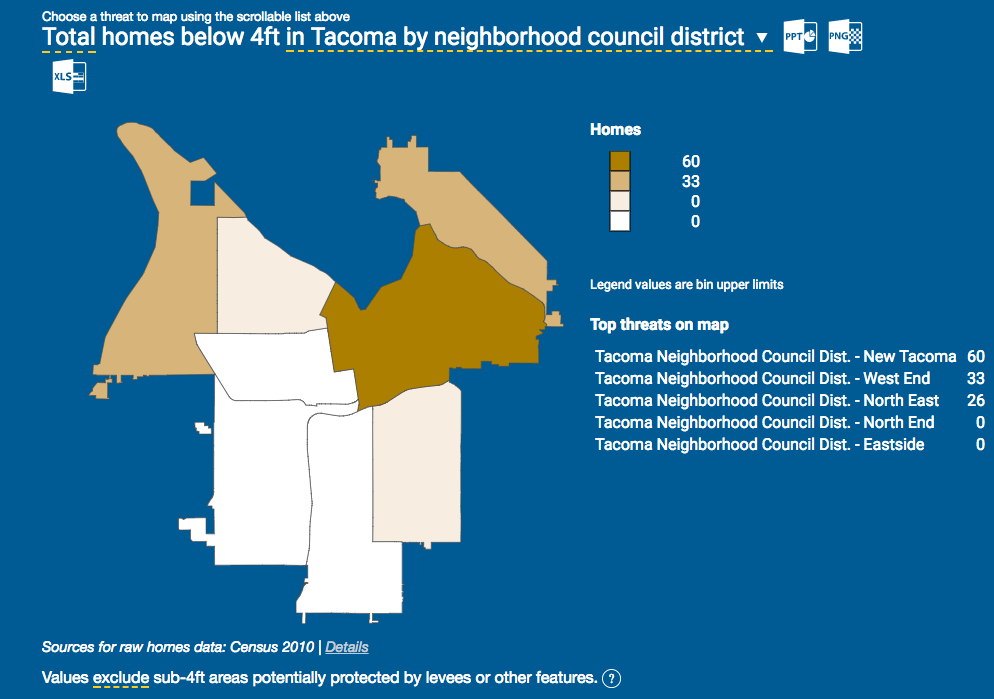 Choose a threat to map using the scrollable list above
Total homes below 4ft in Tacoma by neighborhood council district ▼ PPT PNG
XLS
Homes
60
33
0
0
Legend values are bin upper limits
Top threats on map
Tacoma Neighborhood Council Dist. - New Tacoma 60
Tacoma Neighborhood Council Dist. - West End 33
Tacoma Neighborhood Council Dist. - North East 26
Tacoma Neighborhood Council Dist. - North End 0
Tacoma Neighborhood Council Dist. - Eastside 0
Sources for raw homes data: Census 2010 | Details
Values exclude sub-4ft areas potentially protected by levees or other features. ?